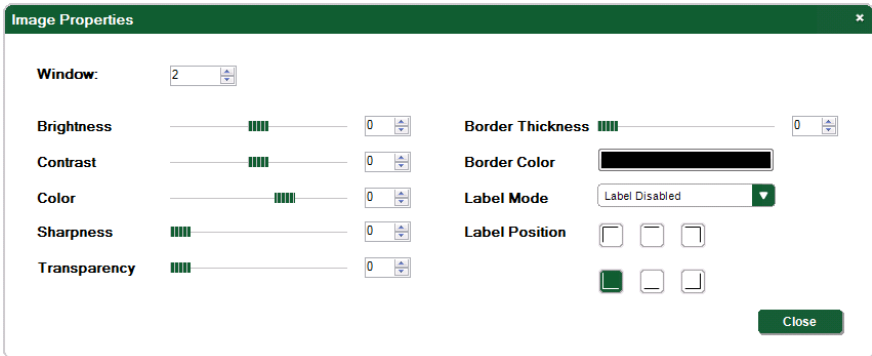 Image Properties ×
Window: 2
Brightness 0 Border Thickness 0
Contrast 0 Border Color
Color 0 Label Mode Label Disabled
Sharpness 0 Label Position
Transparency 0
Close